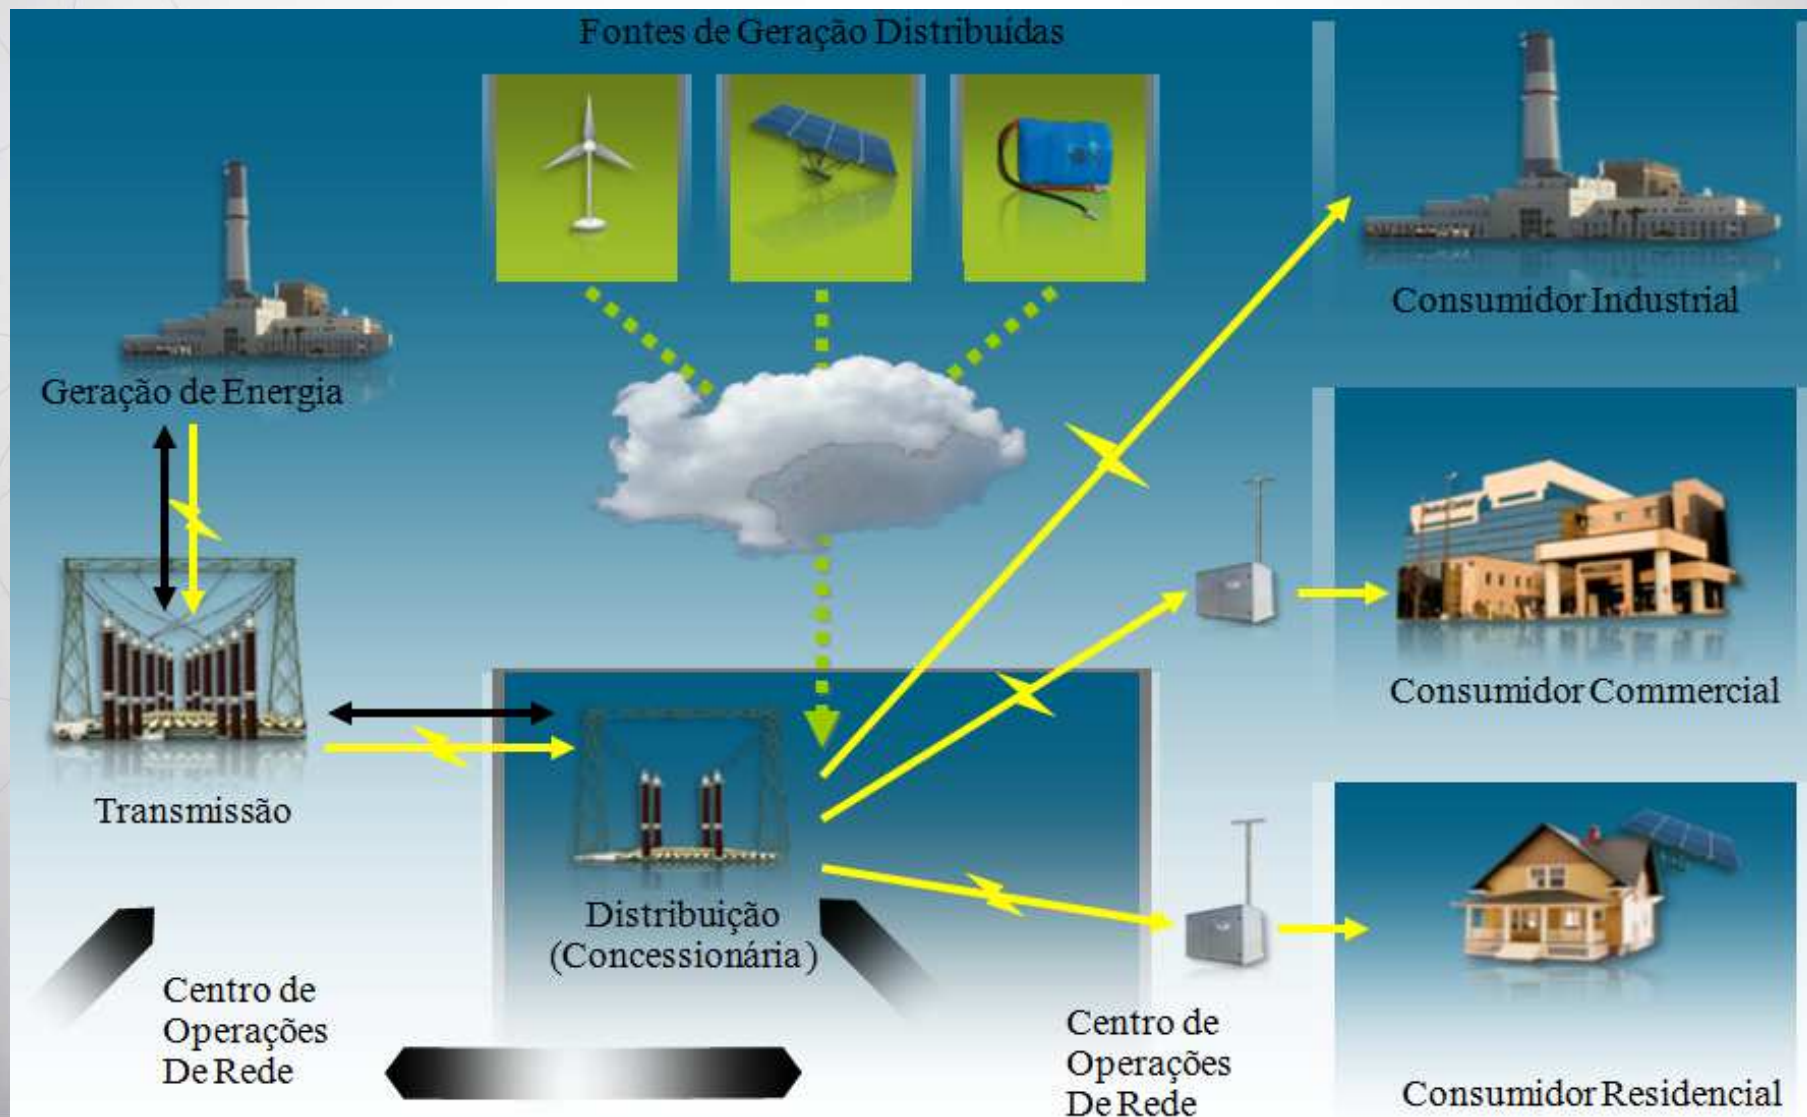 Fontes de Geração Distribuídas
Consumidor Industrial
Geração de Energia
Consumidor Commercial
Transmissão
Distribuição
(Concessionária)
Centro de
Operações
De Rede
Centro de
Operações
De Rede
Consumidor Residencial